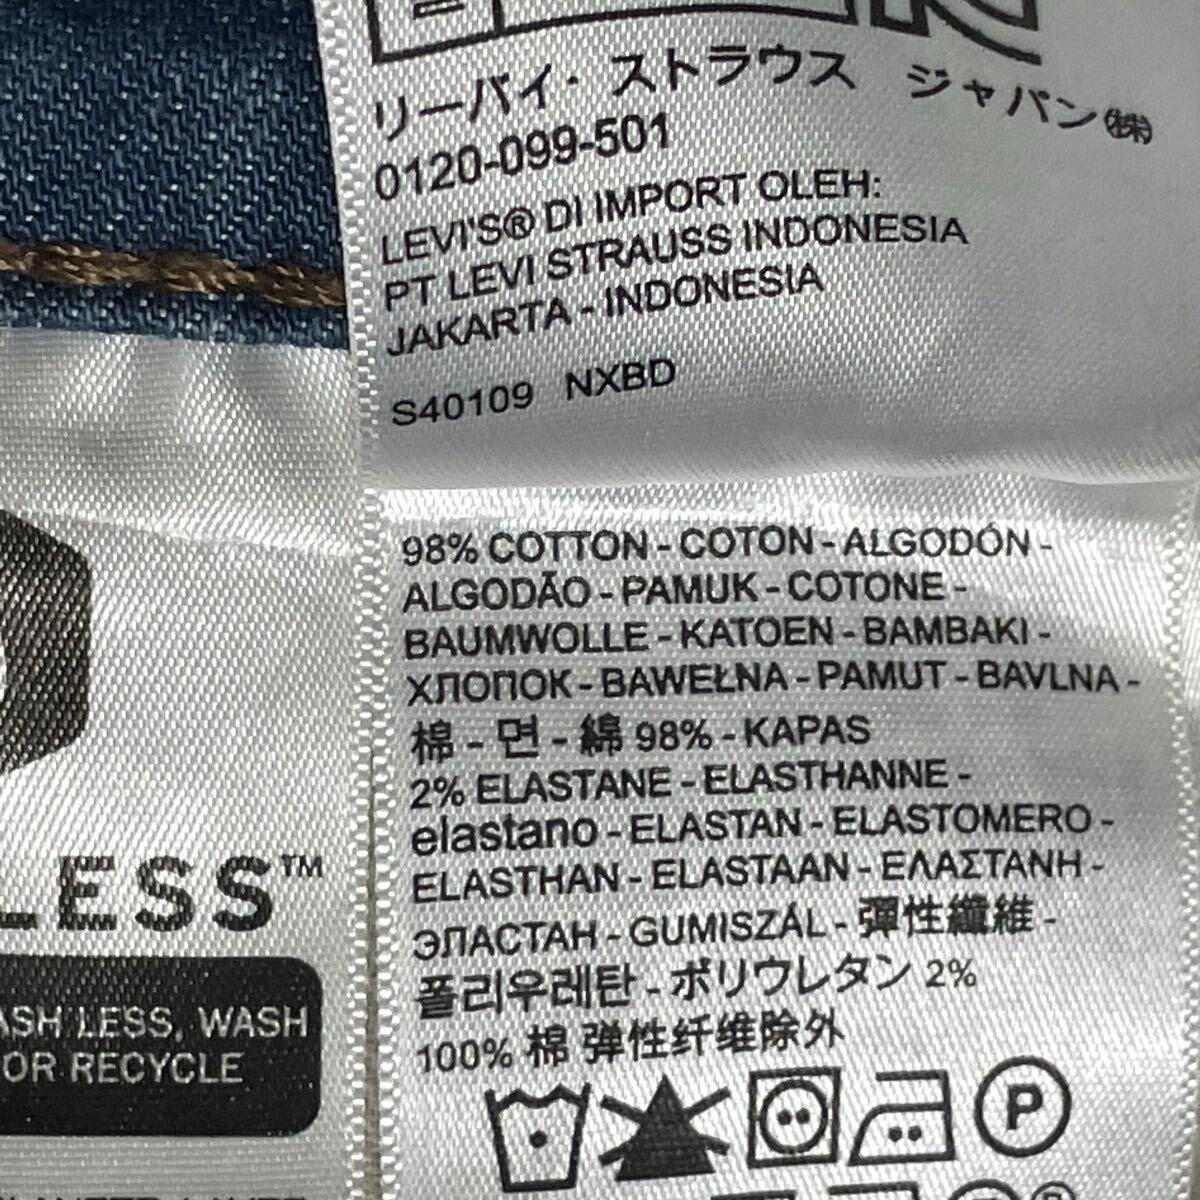 リーバイ・ストラウス ジャパン㈱
0120-099-501
LEVI'S® DI IMPORT OLEH:
PT LEVI STRAUSS INDONESIA
JAKARTA - INDONESIA
S40109 NXBD
98% COTTON - COTON - ALGODÓN -
ALGODÃO - PAMUK - COTONE -
BAUMWOLLE - KATOEN - BAMBAKI -
ХЛОПОК - BAWEŁNA - PAMUT - BAVLNA -
棉 - 면 - 綿 98% - KAPAS
2% ELASTANE - ELASTHANNE -
elastano - ELASTAN - ELASTOMERO -
ELASTHAN - ELASTAAN - ΕΛΑΣΤΑΝΗ -
ЭЛАСТАН - GUMISZÁL - 彈性纖維 -
폴리우레탄 - ポリウレタン 2%
100% 棉 弹性纤维除外
P
LESS™
LESS, WASH
OR RECYCLE